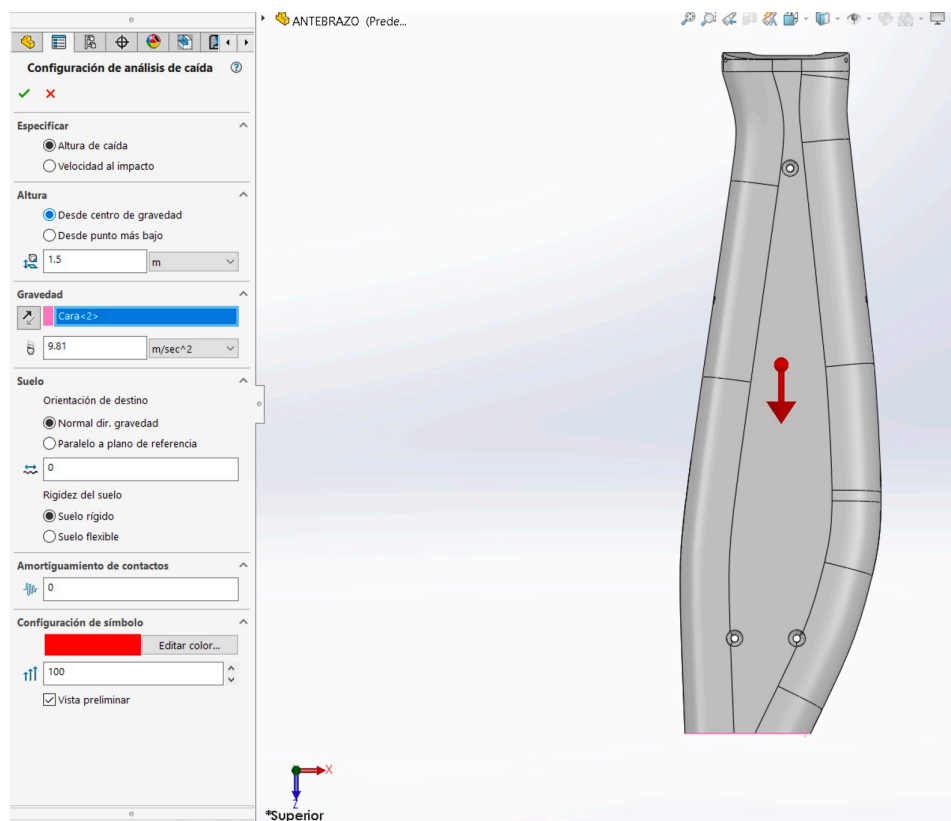 ANTEBRAZO (Prede...
Configuración de análisis de caída
Especificar
Altura de caída
Velocidad al impacto
Altura
Desde centro de gravedad
Desde punto más bajo
1.5 m
Gravedad
Cara<2>
9.81 m/sec^2
Suelo
Orientación de destino
Normal dir. gravedad
Paralelo a plano de referencia
0
Rigidez del suelo
Suelo rígido
Suelo flexible
Amortiguamiento de contactos
0
Configuración de símbolo
Editar color...
100
Vista preliminar
X
Z
*Superior